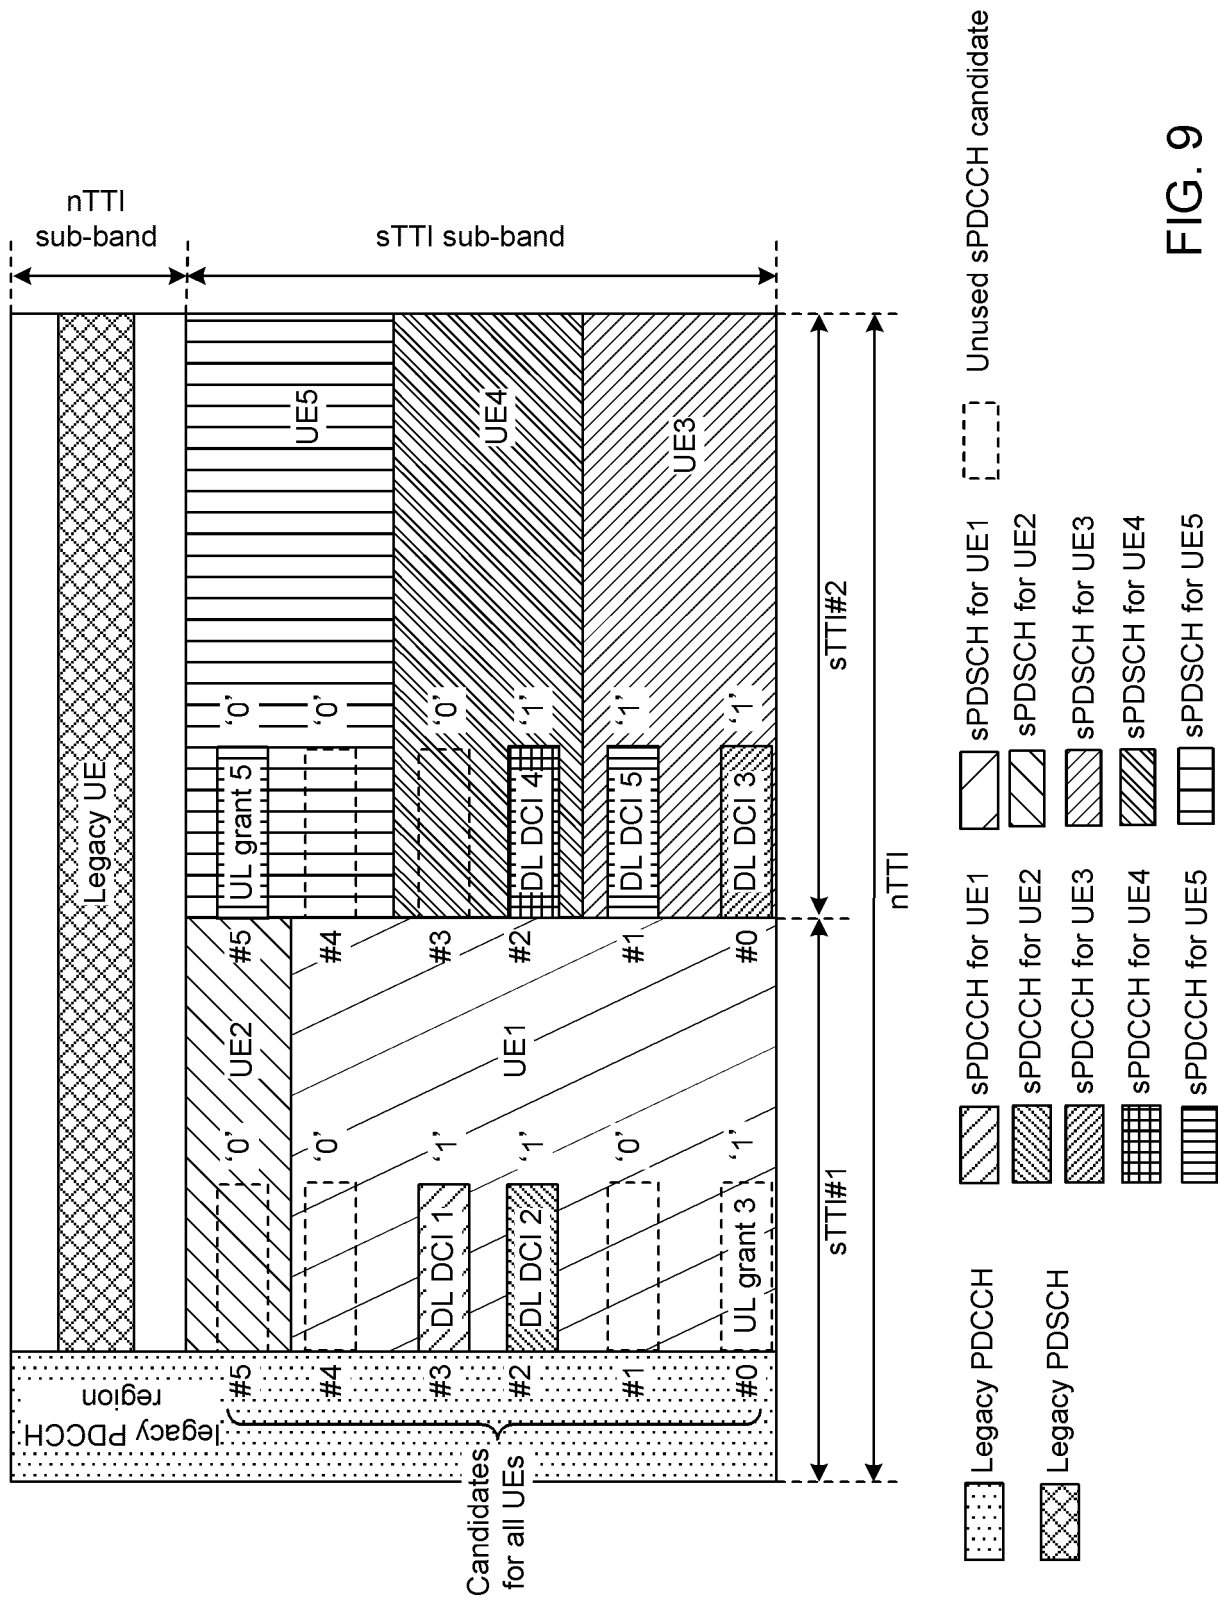 nTTI
sub-band
sTTI sub-band
Legacy UE
legacy PDCCH
region
Candidates
for all UEs
#5
#4
#3
#2
#1
#0
UE2
UE1
'0'
'0'
'1'
'1'
'0'
'1'
DL DCI 1
DL DCI 2
UL grant 3
#5
#4
#3
#2
#1
#0
UL grant 5
DL DCI 4
DL DCI 5
DL DCI 3
'0'
'0'
'0'
'1'
'1'
'1'
UE5
UE4
UE3
sTTI#1
sTTI#2
nTTI
Legacy PDCCH
Legacy PDSCH
sPDCCH for UE1
sPDCCH for UE2
sPDCCH for UE3
sPDCCH for UE4
sPDCCH for UE5
sPDSCH for UE1
sPDSCH for UE2
sPDSCH for UE3
sPDSCH for UE4
sPDSCH for UE5
Unused sPDCCH candidate
FIG. 9